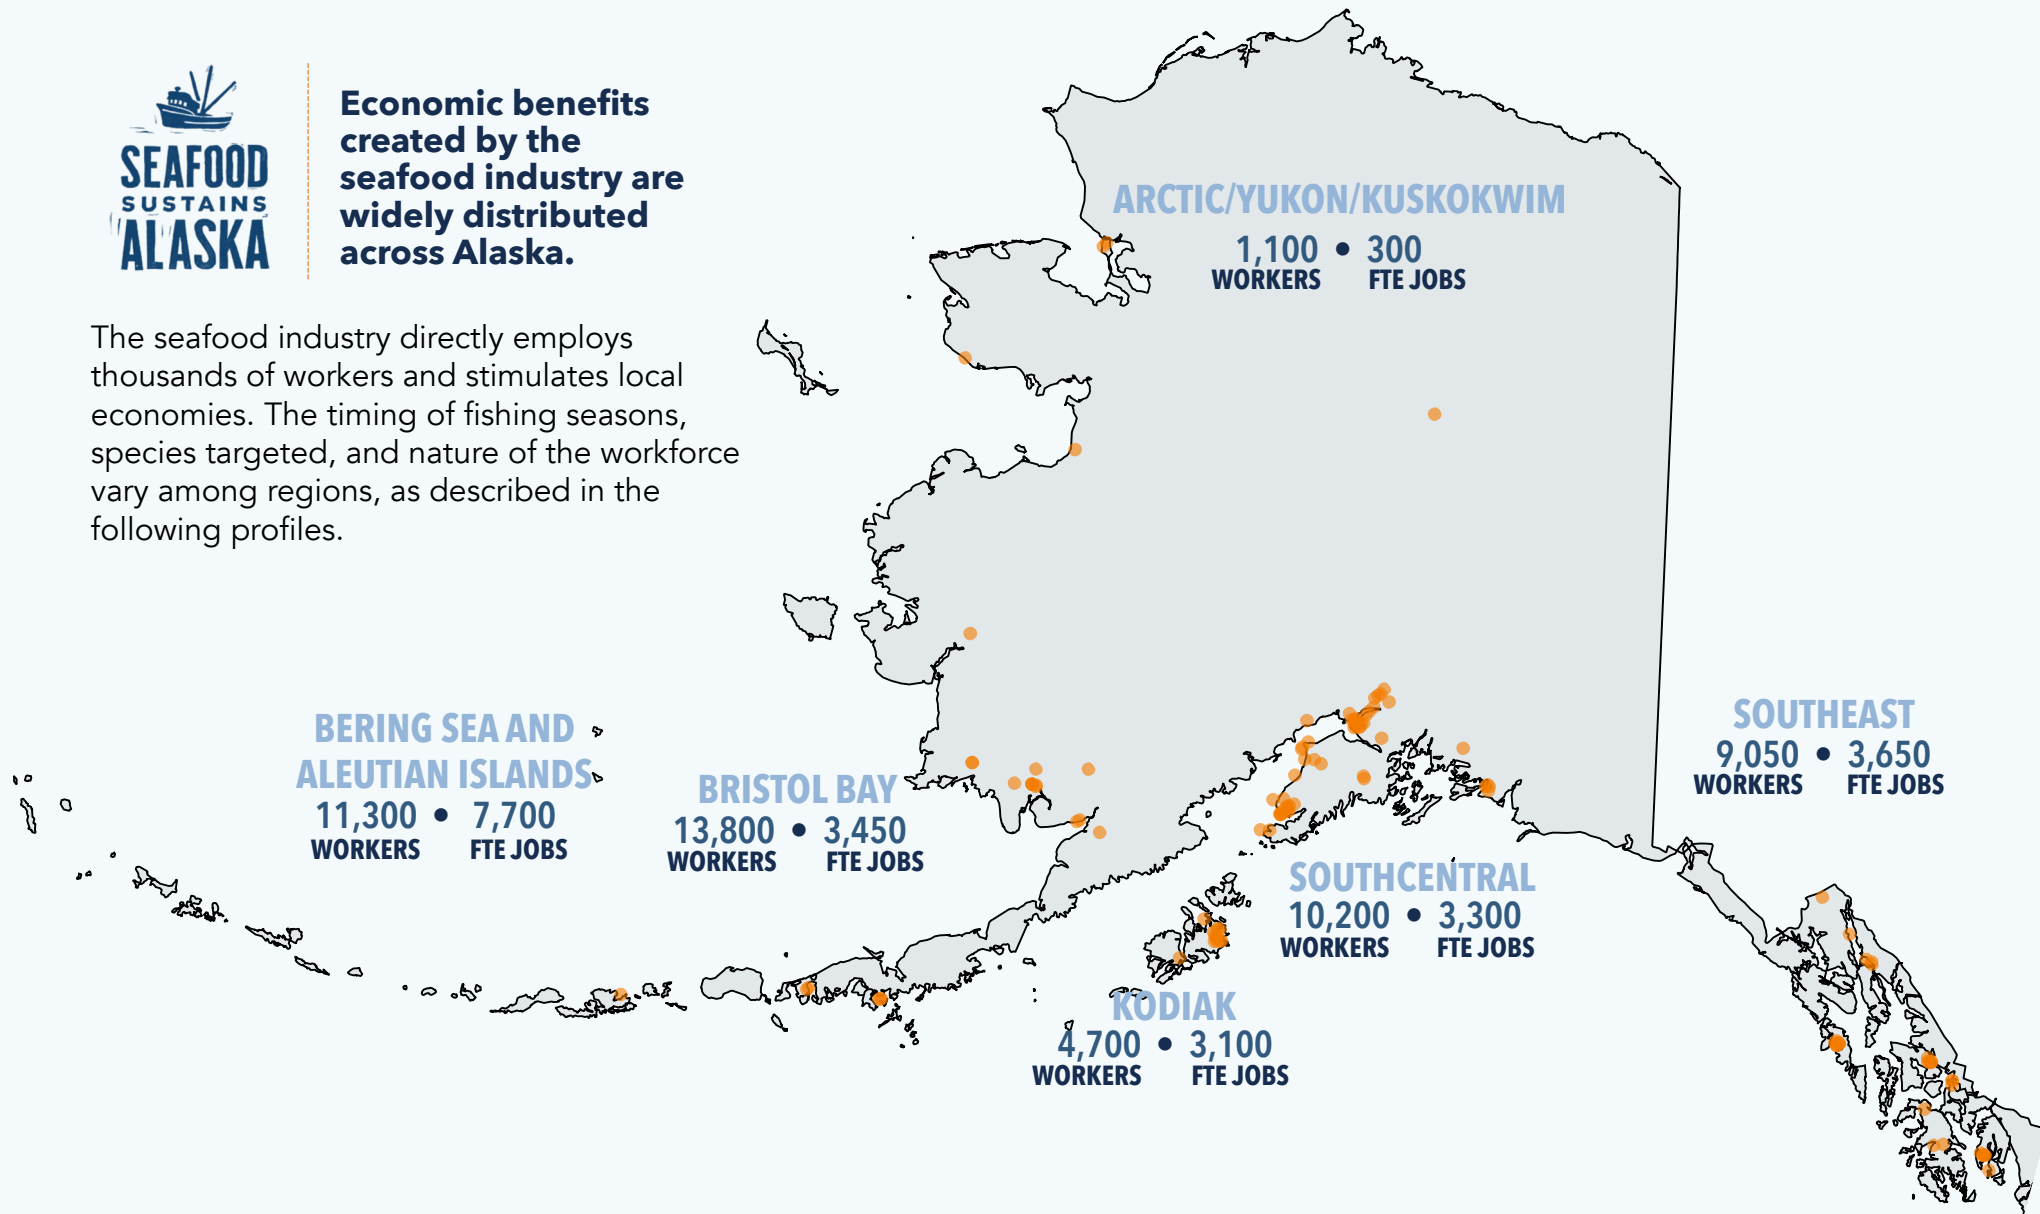 SEAFOOD
SUSTAINS
ALASKA
Economic benefits
created by the
seafood industry are
widely distributed
across Alaska.
The seafood industry directly employs
thousands of workers and stimulates local
economies. The timing of fishing seasons,
species targeted, and nature of the workforce
vary among regions, as described in the
following profiles.
ARCTIC/YUKON/KUSKOKWIM
1,100 • 300
WORKERS FTE JOBS
BERING SEA AND
ALEUTIAN ISLANDS
11,300 • 7,700
WORKERS FTE JOBS
BRISTOL BAY
13,800 • 3,450
WORKERS FTE JOBS
SOUTHEAST
9,050 • 3,650
WORKERS FTE JOBS
SOUTHCENTRAL
10,200 • 3,300
WORKERS FTE JOBS
KODIAK
4,700 • 3,100
WORKERS FTE JOBS